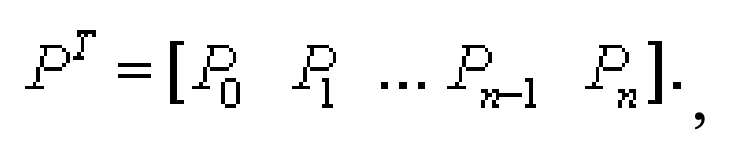 P^T = [P_0 P_1 ... P_{n-1} P_n]. ,